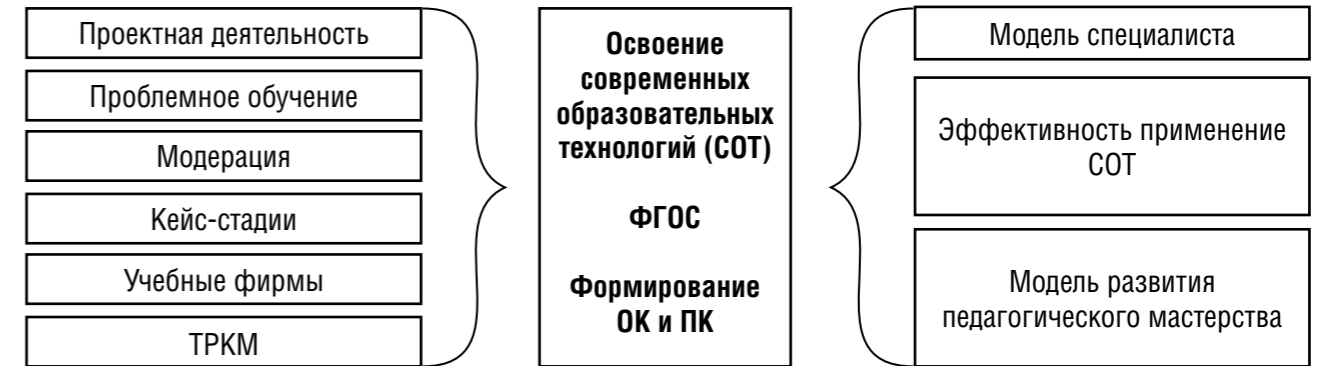 Проектная деятельность
Проблемное обучение
Модерация
Кейс-стадии
Учебные фирмы
ТРКМ
Освоение
современных
образовательных
технологий (СОТ)
ФГОС
Формирование
ОК и ПК
Модель специалиста
Эффективность применение
СОТ
Модель развития
педагогического мастерства